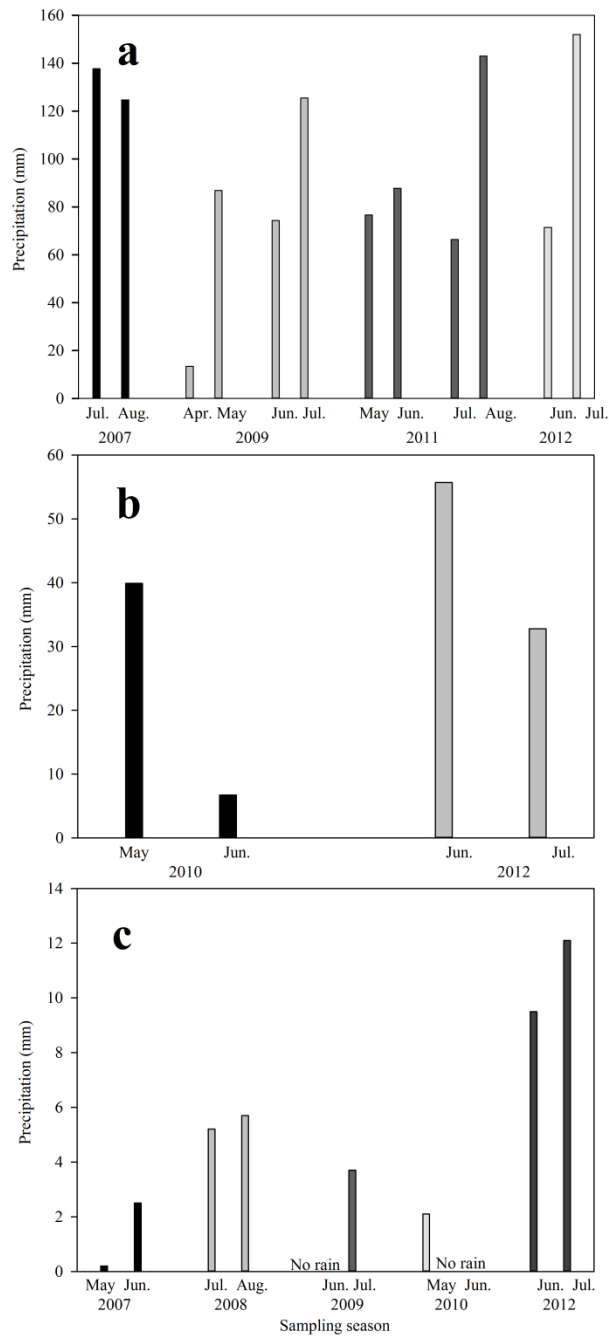 160
a
140
120
100
80
60
40
20
0
Precipitation (mm)
Jul. Aug. Apr. May Jun. Jul. May Jun. Jul. Aug. Jun. Jul.
2007 2009 2011 2012
60
b
50
40
30
20
10
0
Precipitation (mm)
May Jun. Jun. Jul.
2010 2012
14
c
12
10
8
6
4
2
0
Precipitation (mm)
No rain No rain
May Jun. Jul. Aug. Jun. Jul. May Jun. Jun. Jul.
2007 2008 2009 2010 2012
Sampling season